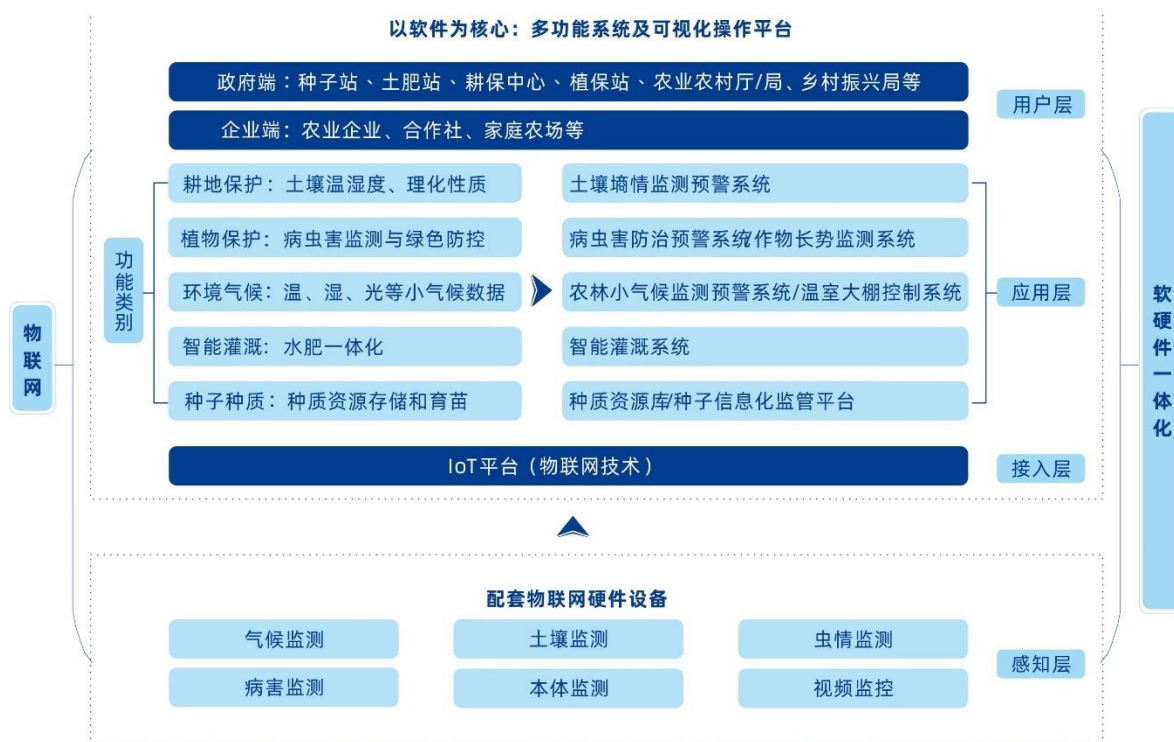 以软件为核心：多功能系统及可视化操作平台
政府端：种子站、土肥站、耕保中心、植保站、农业农村厅/局、乡村振兴局等
用户层
企业端：农业企业、合作社、家庭农场等
耕地保护：土壤温湿度、理化性质
土壤墒情监测预警系统
植物保护：病虫害监测与绿色防控
病虫害防治预警系统/作物长势监测系统
功能类别
环境气候：温、湿、光等小气候数据
农林小气候监测预警系统/温室大棚控制系统
应用层
物联网
软硬件一体化
智能灌溉：水肥一体化
智能灌溉系统
种子种质：种质资源存储和育苗
种质资源库/种子信息化监管平台
IoT平台（物联网技术）
接入层
配套物联网硬件设备
气候监测
土壤监测
虫情监测
感知层
病害监测
本体监测
视频监控